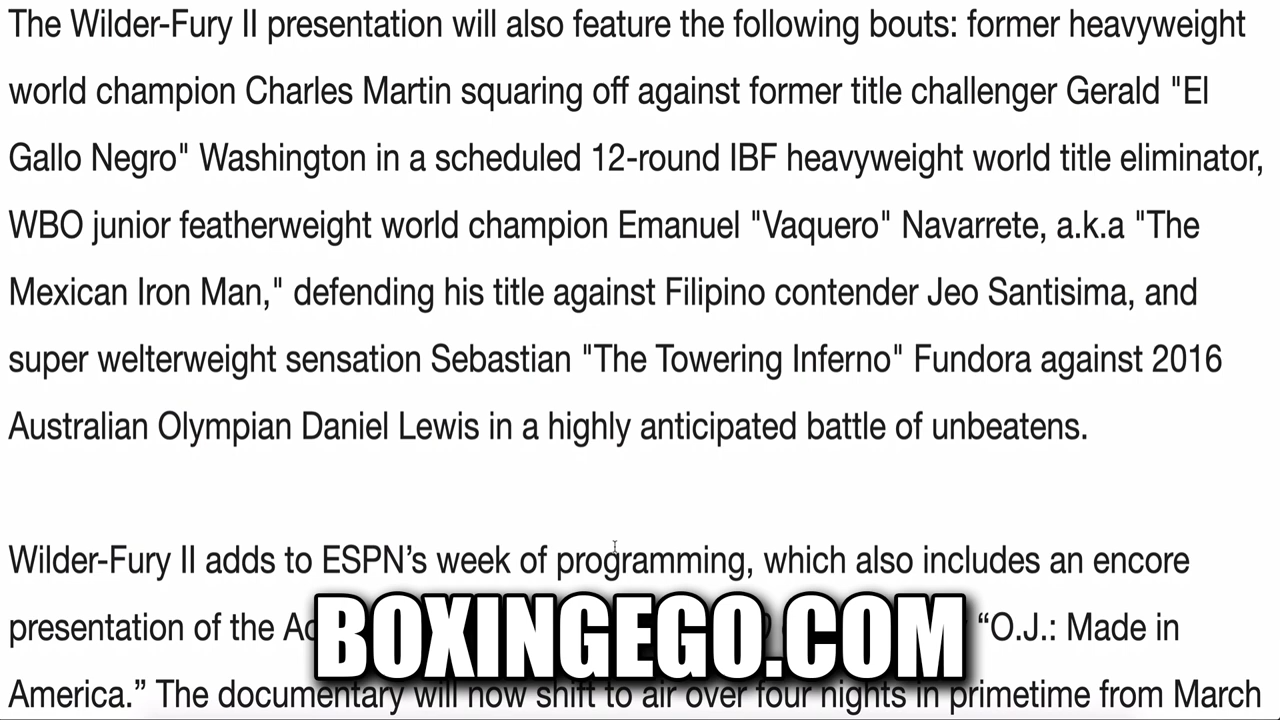 The Wilder-Fury II presentation will also feature the following bouts: former heavyweight
world champion Charles Martin squaring off against former title challenger Gerald "El
Gallo Negro" Washington in a scheduled 12-round IBF heavyweight world title eliminator,
WBO junior featherweight world champion Emanuel "Vaquero" Navarrete, a.k.a "The
Mexican Iron Man," defending his title against Filipino contender Jeo Santisima, and
super welterweight sensation Sebastian "The Towering Inferno" Fundora against 2016
Australian Olympian Daniel Lewis in a highly anticipated battle of unbeatens.
Wilder-Fury II adds to ESPN’s week of programming, which also includes an encore
presentation of the “O.J.: Made in
BOXINGEGO.COM
America.” The documentary will now shift to air over four nights in primetime from March